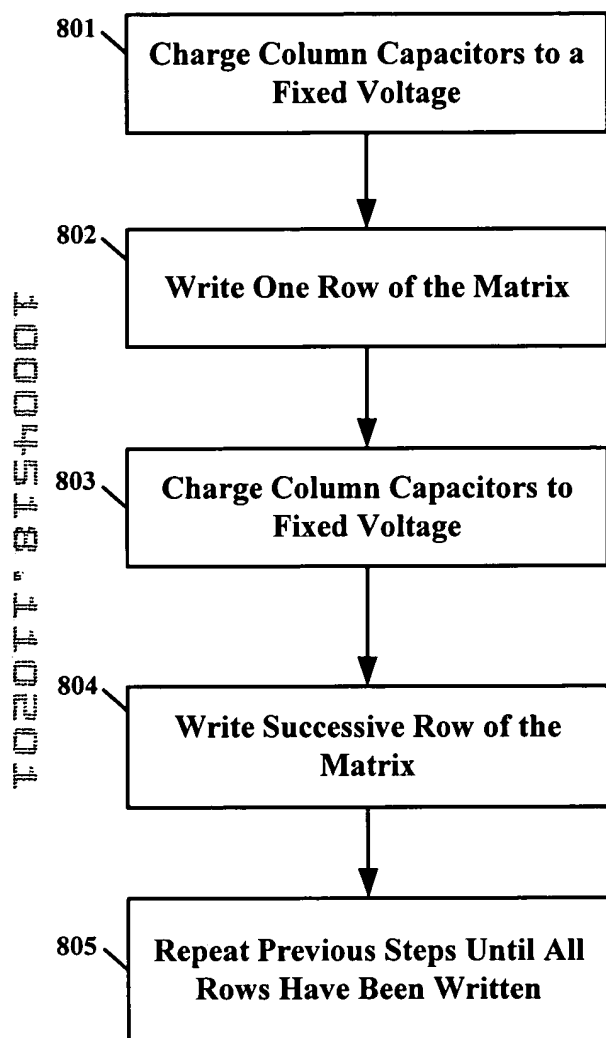 801
Charge Column Capacitors to a
Fixed Voltage
802
Write One Row of the Matrix
803
Charge Column Capacitors to
Fixed Voltage
804
Write Successive Row of the
Matrix
805
Repeat Previous Steps Until All
Rows Have Been Written
10004518.110201